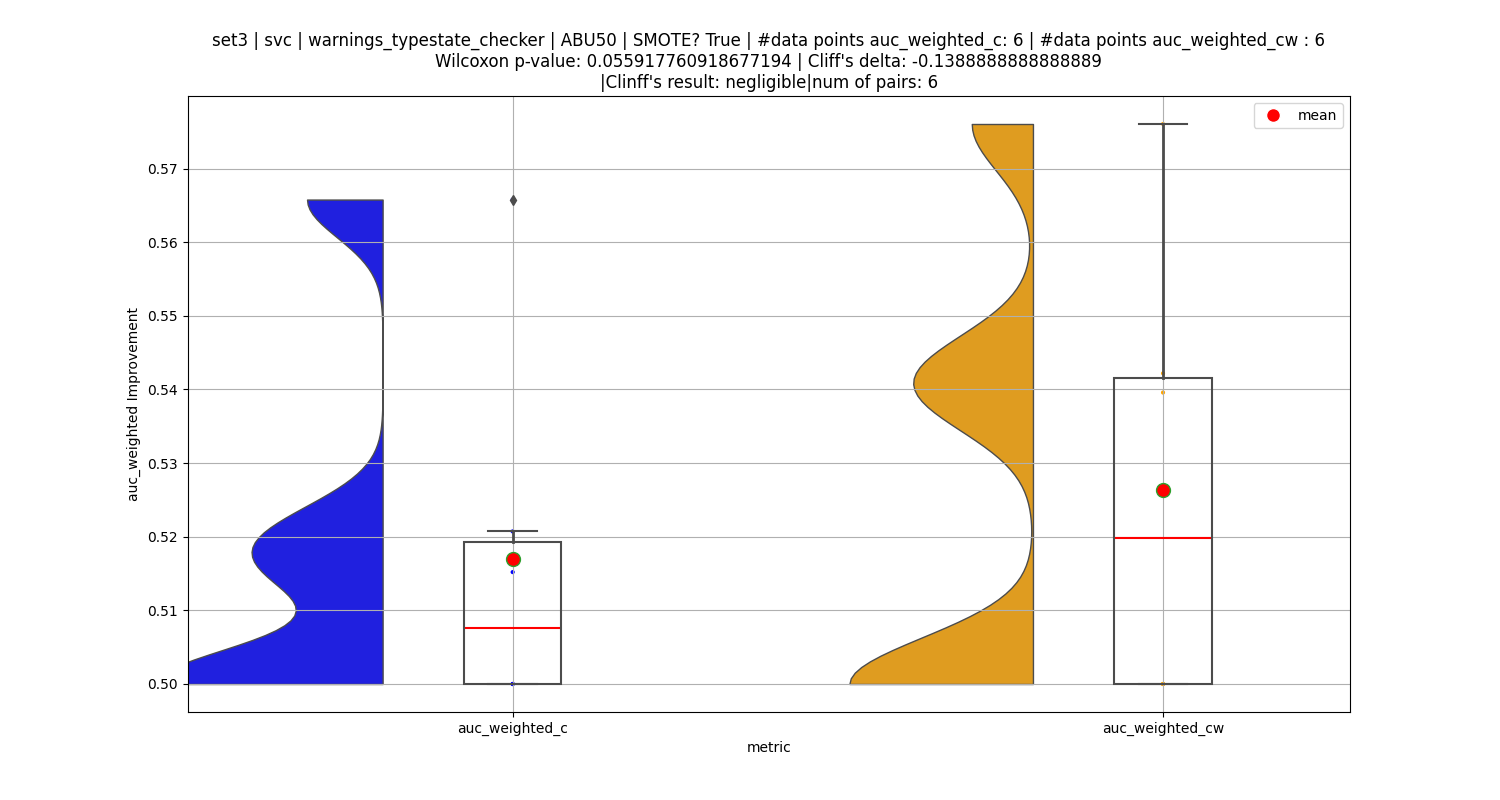 set3 | svc | warnings_typestate_checker | ABU50 | SMOTE? True | #data points auc_weighted_c: 6 | #data points auc_weighted_cw : 6
Wilcoxon p-value: 0.055917760918677194 | Cliff's delta: -0.1388888888888889
|Clinff's result: negligible|num of pairs: 6
mean
auc_weighted Improvement
0.57
0.56
0.55
0.54
0.53
0.52
0.51
0.50
auc_weighted_c
auc_weighted_cw
metric